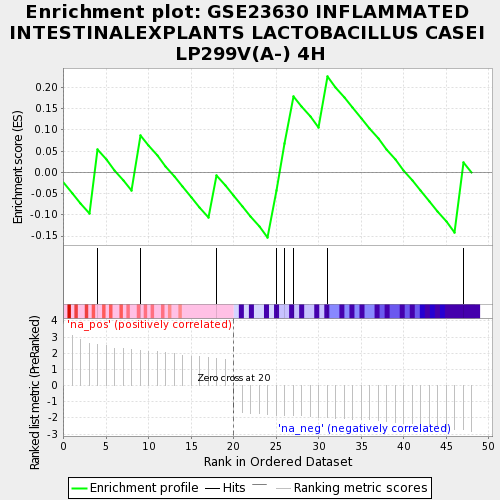 Enrichment plot: GSE23630 INFLAMMATED
INTESTINALEXPLANTS LACTOBACILLUS CASEI
LP299V(A-) 4H
Enrichment score (ES)
0.20
0.15
0.10
0.05
0.00
-0.05
-0.10
-0.15
'na_pos' (positively correlated)
Ranked list metric (PreRanked)
4
3
2
1
0
-1
-2
-3
Zero cross at 20
'na_neg' (negatively correlated)
0 5 10 15 20 25 30 35 40 45 50
Rank in Ordered Dataset
Enrichment profile Hits Ranking metric scores